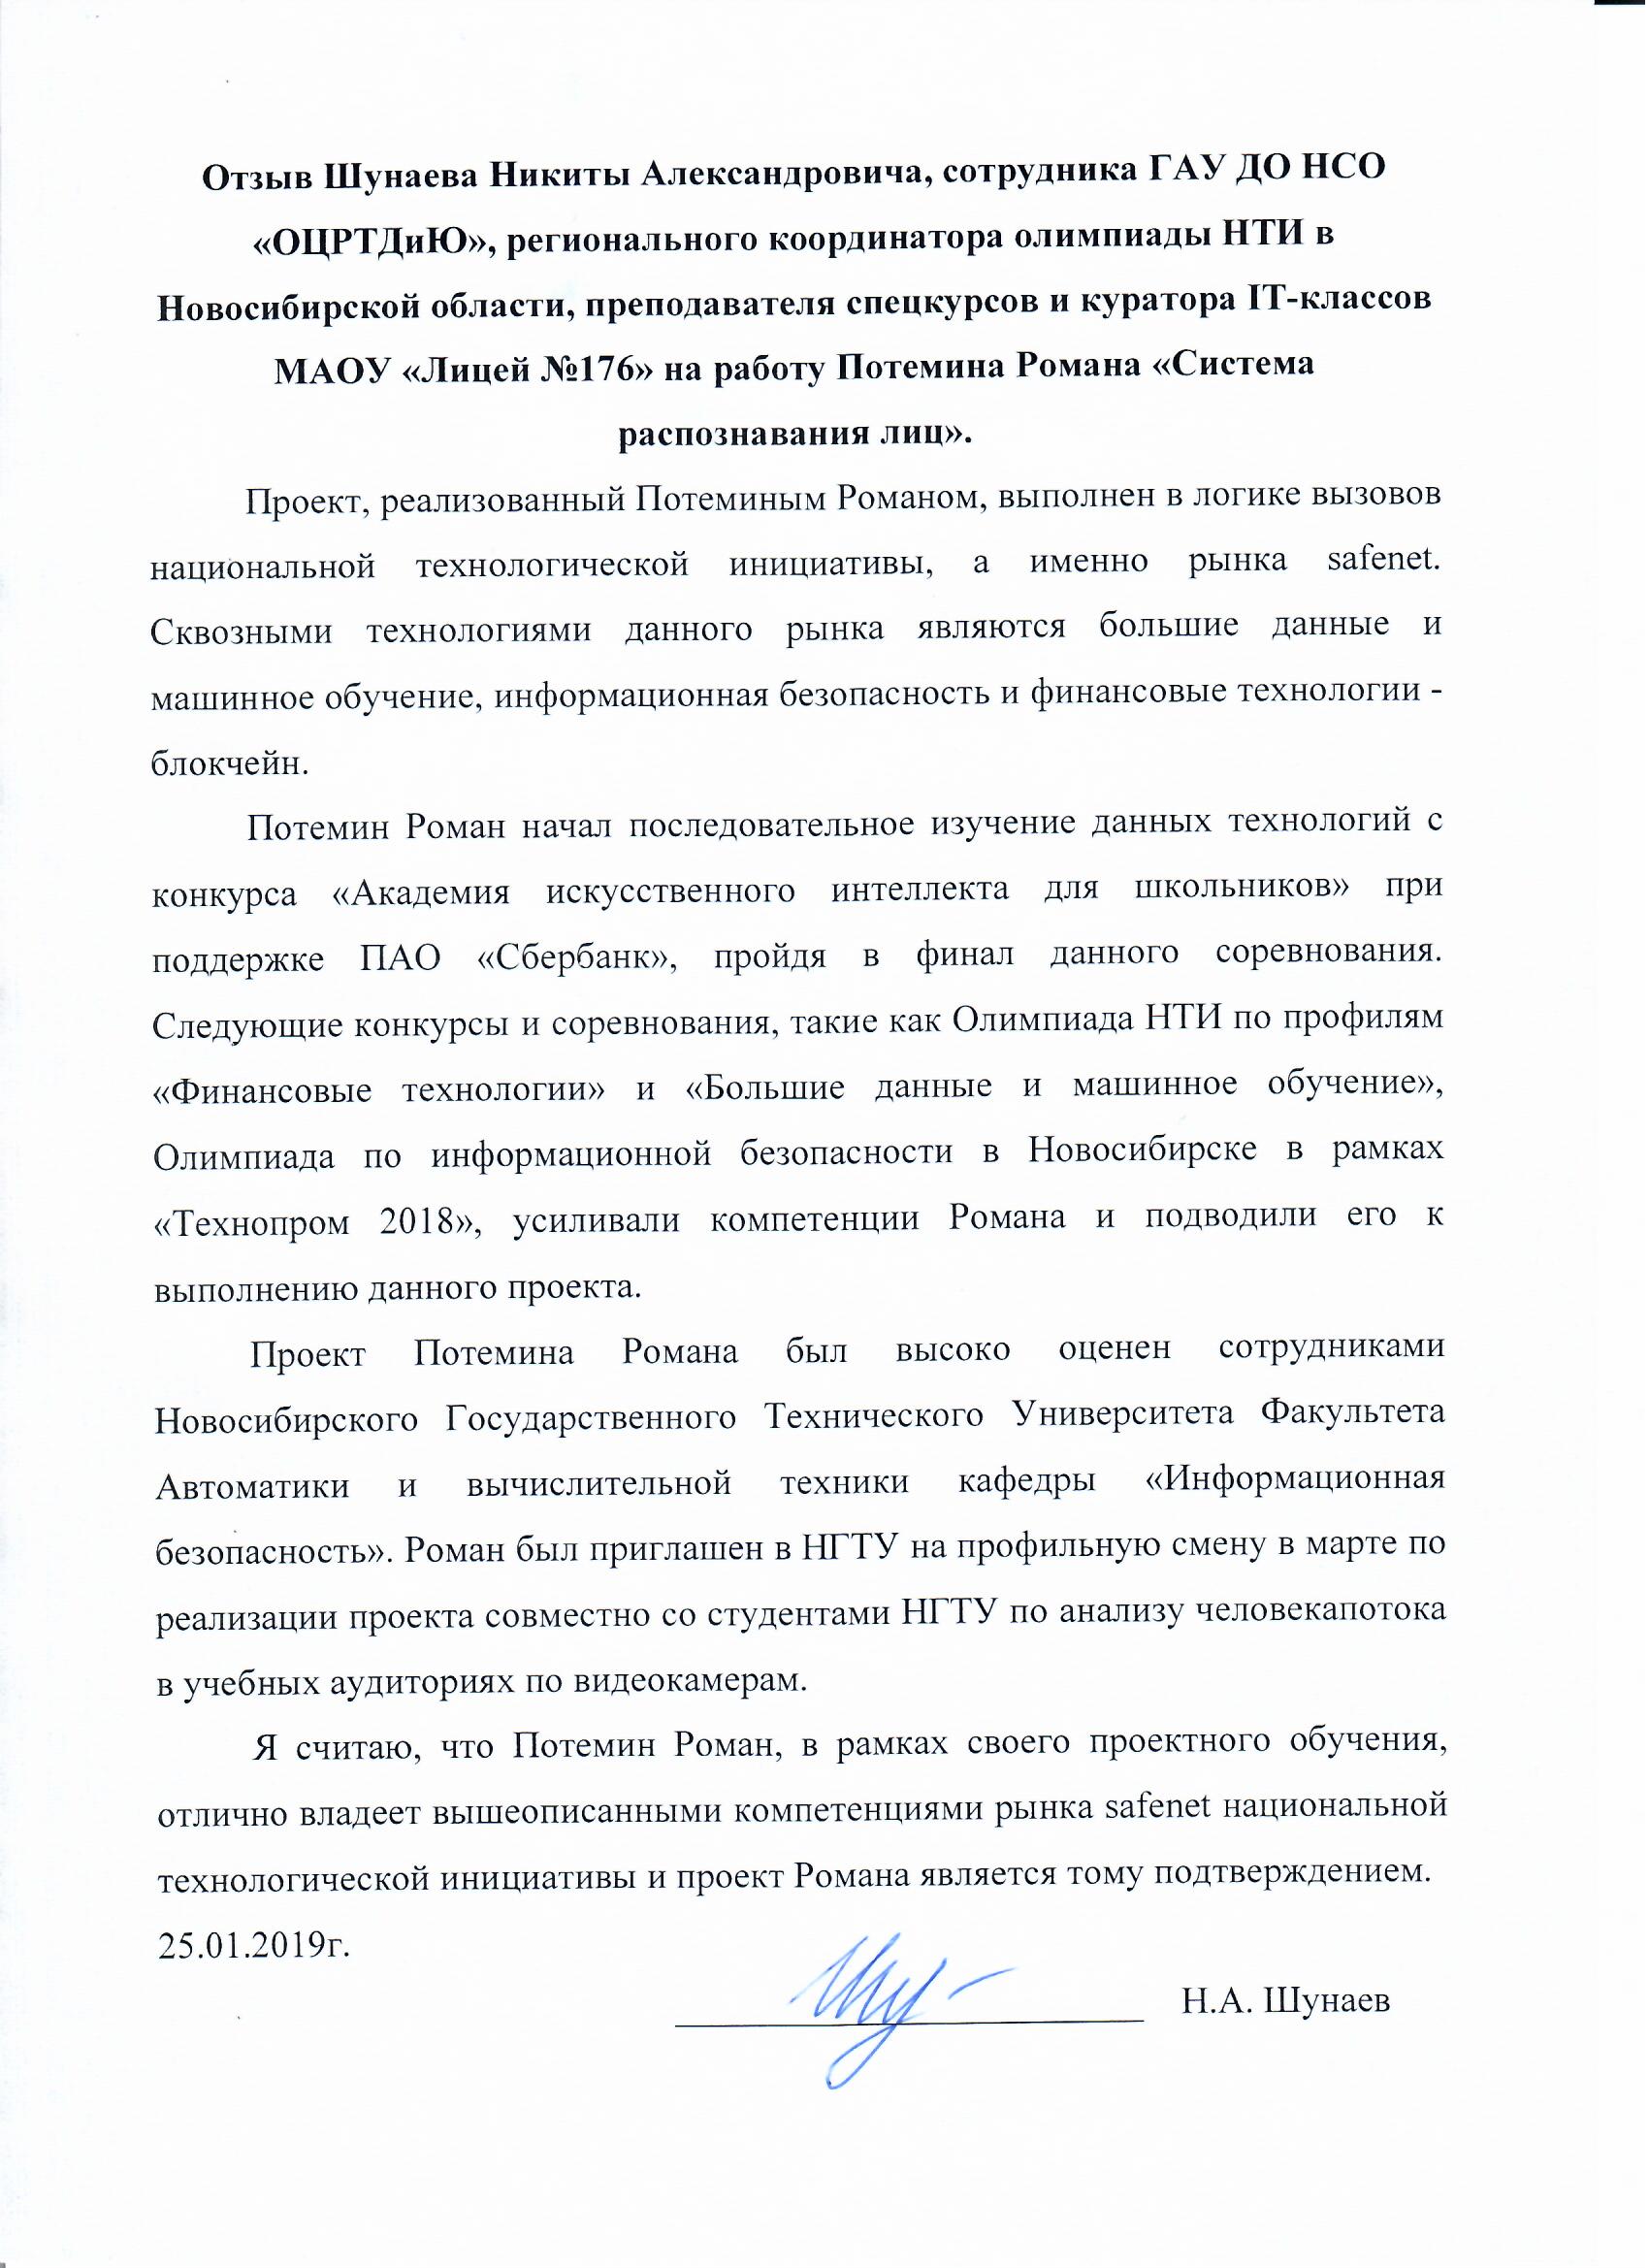 Отзыв Шунаева Никиты Александровича, сотрудника ГАУ ДО НСО
«ОЦРТДиЮ», регионального координатора олимпиады НТИ в
Новосибирской области, преподавателя спецкурсов и куратора IT-классов
МАОУ «Лицей №176» на работу Потемина Романа «Система
распознавания лиц».
Проект, реализованный Потеминым Романом, выполнен в логике вызовов
национальной технологической инициативы, а именно рынка safenet.
Сквозными технологиями данного рынка являются большие данные и
машинное обучение, информационная безопасность и финансовые технологии -
блокчейн.
Потемин Роман начал последовательное изучение данных технологий с
конкурса «Академия искусственного интеллекта для школьников» при
поддержке ПАО «Сбербанк», пройдя в финал данного соревнования.
Следующие конкурсы и соревнования, такие как Олимпиада НТИ по профилям
«Финансовые технологии» и «Большие данные и машинное обучение»,
Олимпиада по информационной безопасности в Новосибирске в рамках
«Технопром 2018», усиливали компетенции Романа и подводили его к
выполнению данного проекта.
Проект Потемина Романа был высоко оценен сотрудниками
Новосибирского Государственного Технического Университета Факультета
Автоматики и вычислительной техники кафедры «Информационная
безопасность». Роман был приглашен в НГТУ на профильную смену в марте по
реализации проекта совместно со студентами НГТУ по анализу человекапотока
в учебных аудиториях по видеокамерам.
Я считаю, что Потемин Роман, в рамках своего проектного обучения,
отлично владеет вышеописанными компетенциями рынка safenet национальной
технологической инициативы и проект Романа является тому подтверждением.
25.01.2019г.
Н.А. Шунаев